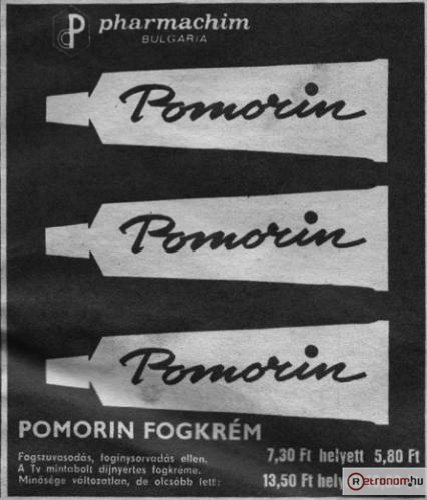 pharmachim
BULGARIA
Pomorin
Pomorin
Pomorin
POMORIN FOGKRÉM
Fogszuvasodás, fogínysorvadás ellen.
A Tv mintabolt díjnyertes fogkréme.
Minősége változatlan, de olcsóbb lett:
7,30 Ft helyett 5,80 Ft
13,50 Ft
Retronom.hu